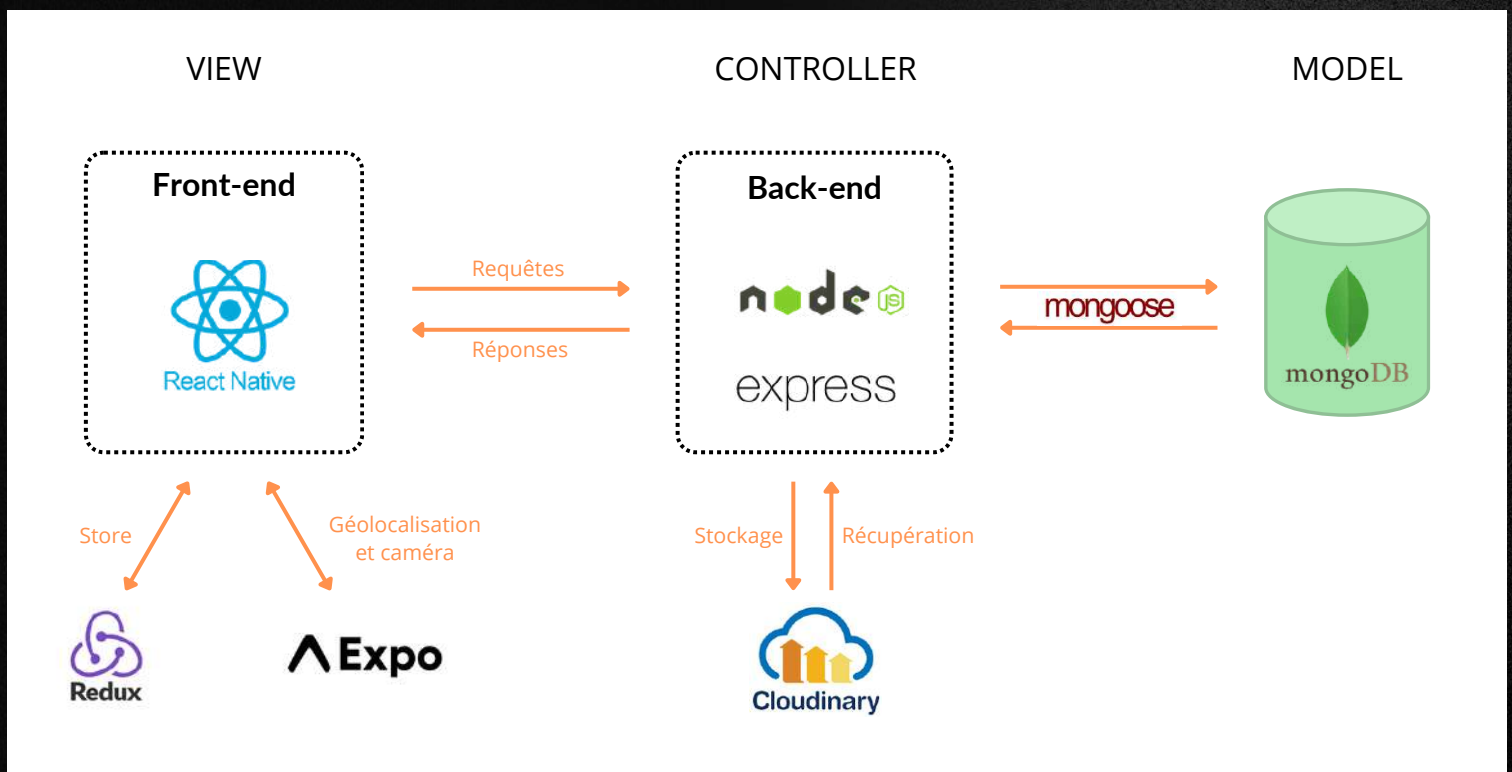 VIEW
CONTROLLER
MODEL
Front-end
React Native
Requêtes
Réponses
Back-end
node JS
express
mongoose
mongoDB
Store
Géolocalisation
et caméra
Stockage
Récupération
Redux
Expo
Cloudinary